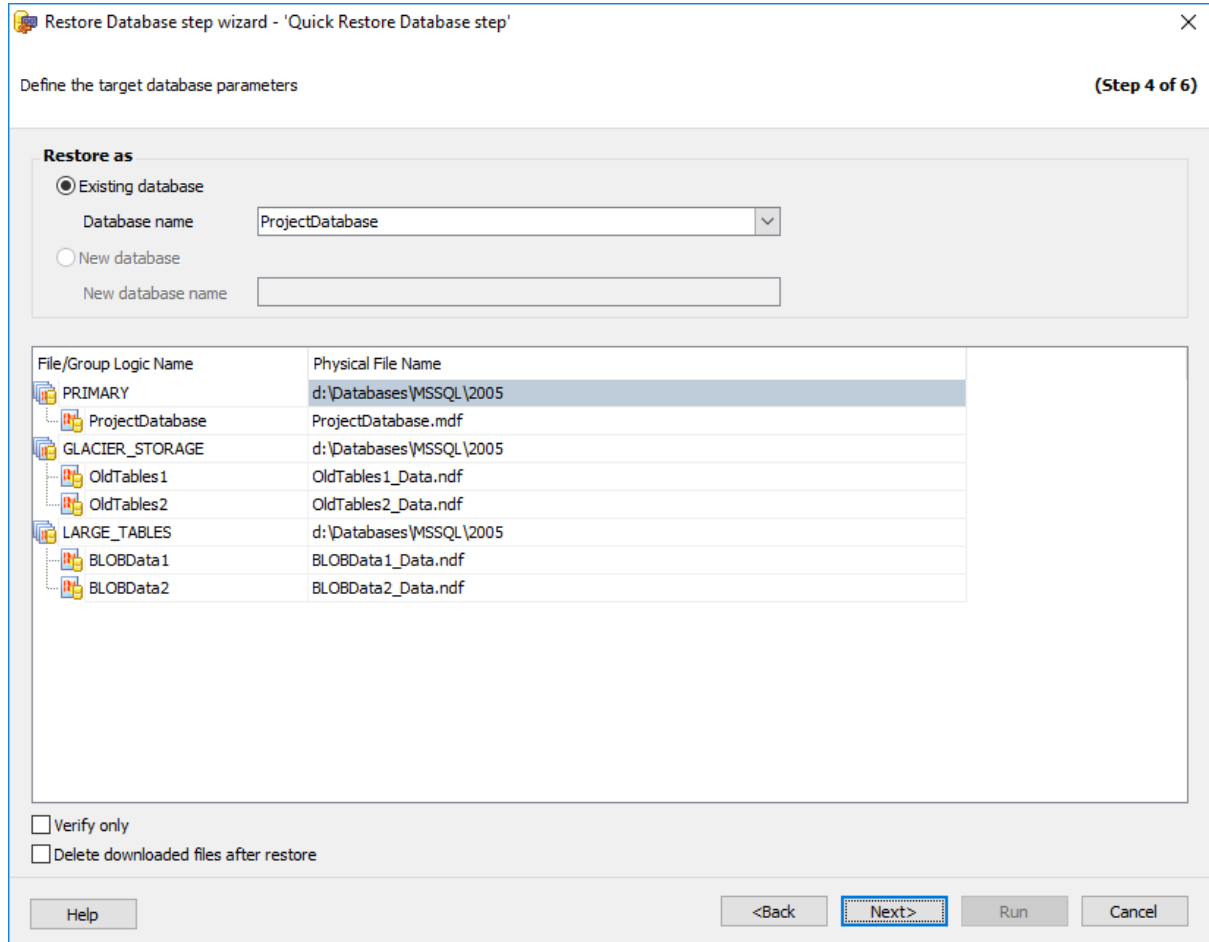 Restore Database step wizard - 'Quick Restore Database step'
Define the target database parameters (Step 4 of 6)
Restore as
Existing database
Database name ProjectDatabase
New database
New database name
File/Group Logic Name Physical File Name
PRIMARY d:\Databases\MSSQL\2005
ProjectDatabase ProjectDatabase.mdf
GLACIER_STORAGE d:\Databases\MSSQL\2005
OldTables1 OldTables1_Data.ndf
OldTables2 OldTables2_Data.ndf
LARGE_TABLES d:\Databases\MSSQL\2005
BLOBData1 BLOBData1_Data.ndf
BLOBData2 BLOBData2_Data.ndf
Verify only
Delete downloaded files after restore
Help <Back Next> Run Cancel